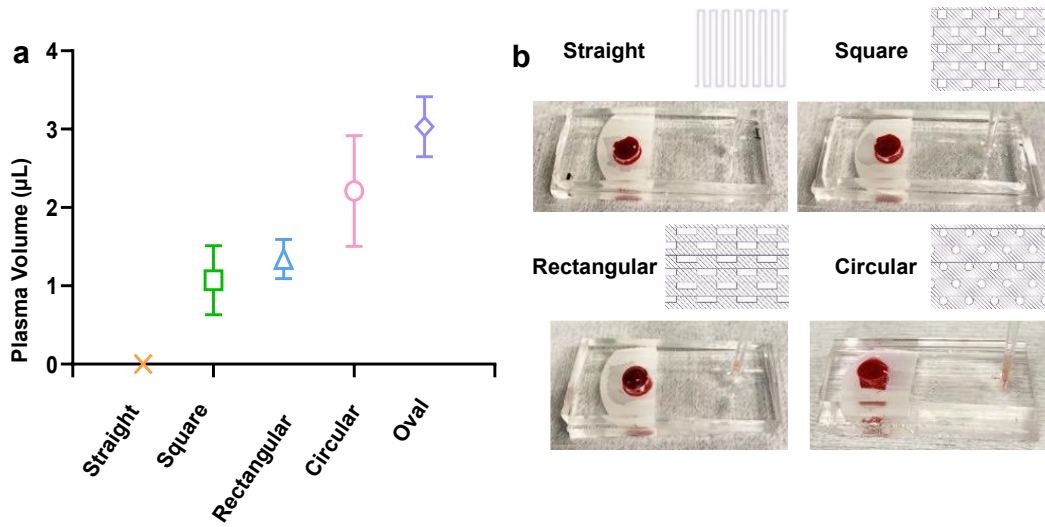 a
Plasma Volume (µL)
4
3
2
1
0
Straight
Square
Rectangular
Circular
Oval
b
Straight
Square
Rectangular
Circular